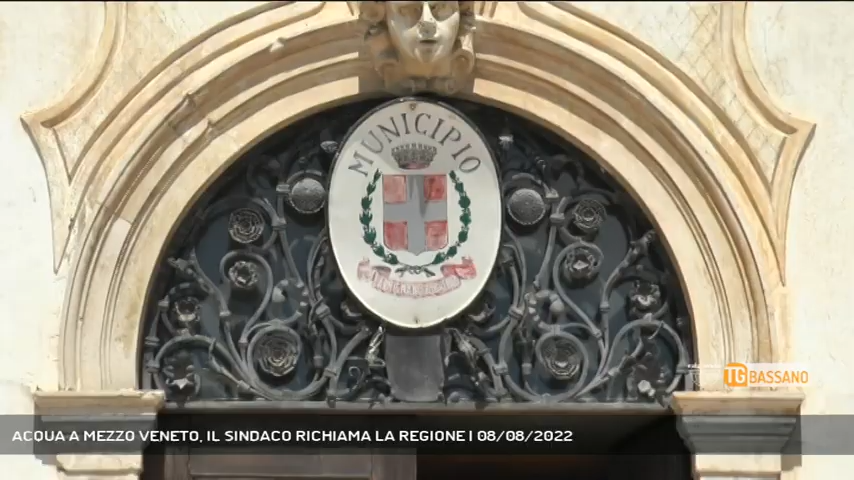 MUNICIPIO
TG BASSANO
ACQUA A MEZZO VENETO, IL SINDACO RICHIAMA LA REGIONE | 08/08/2022